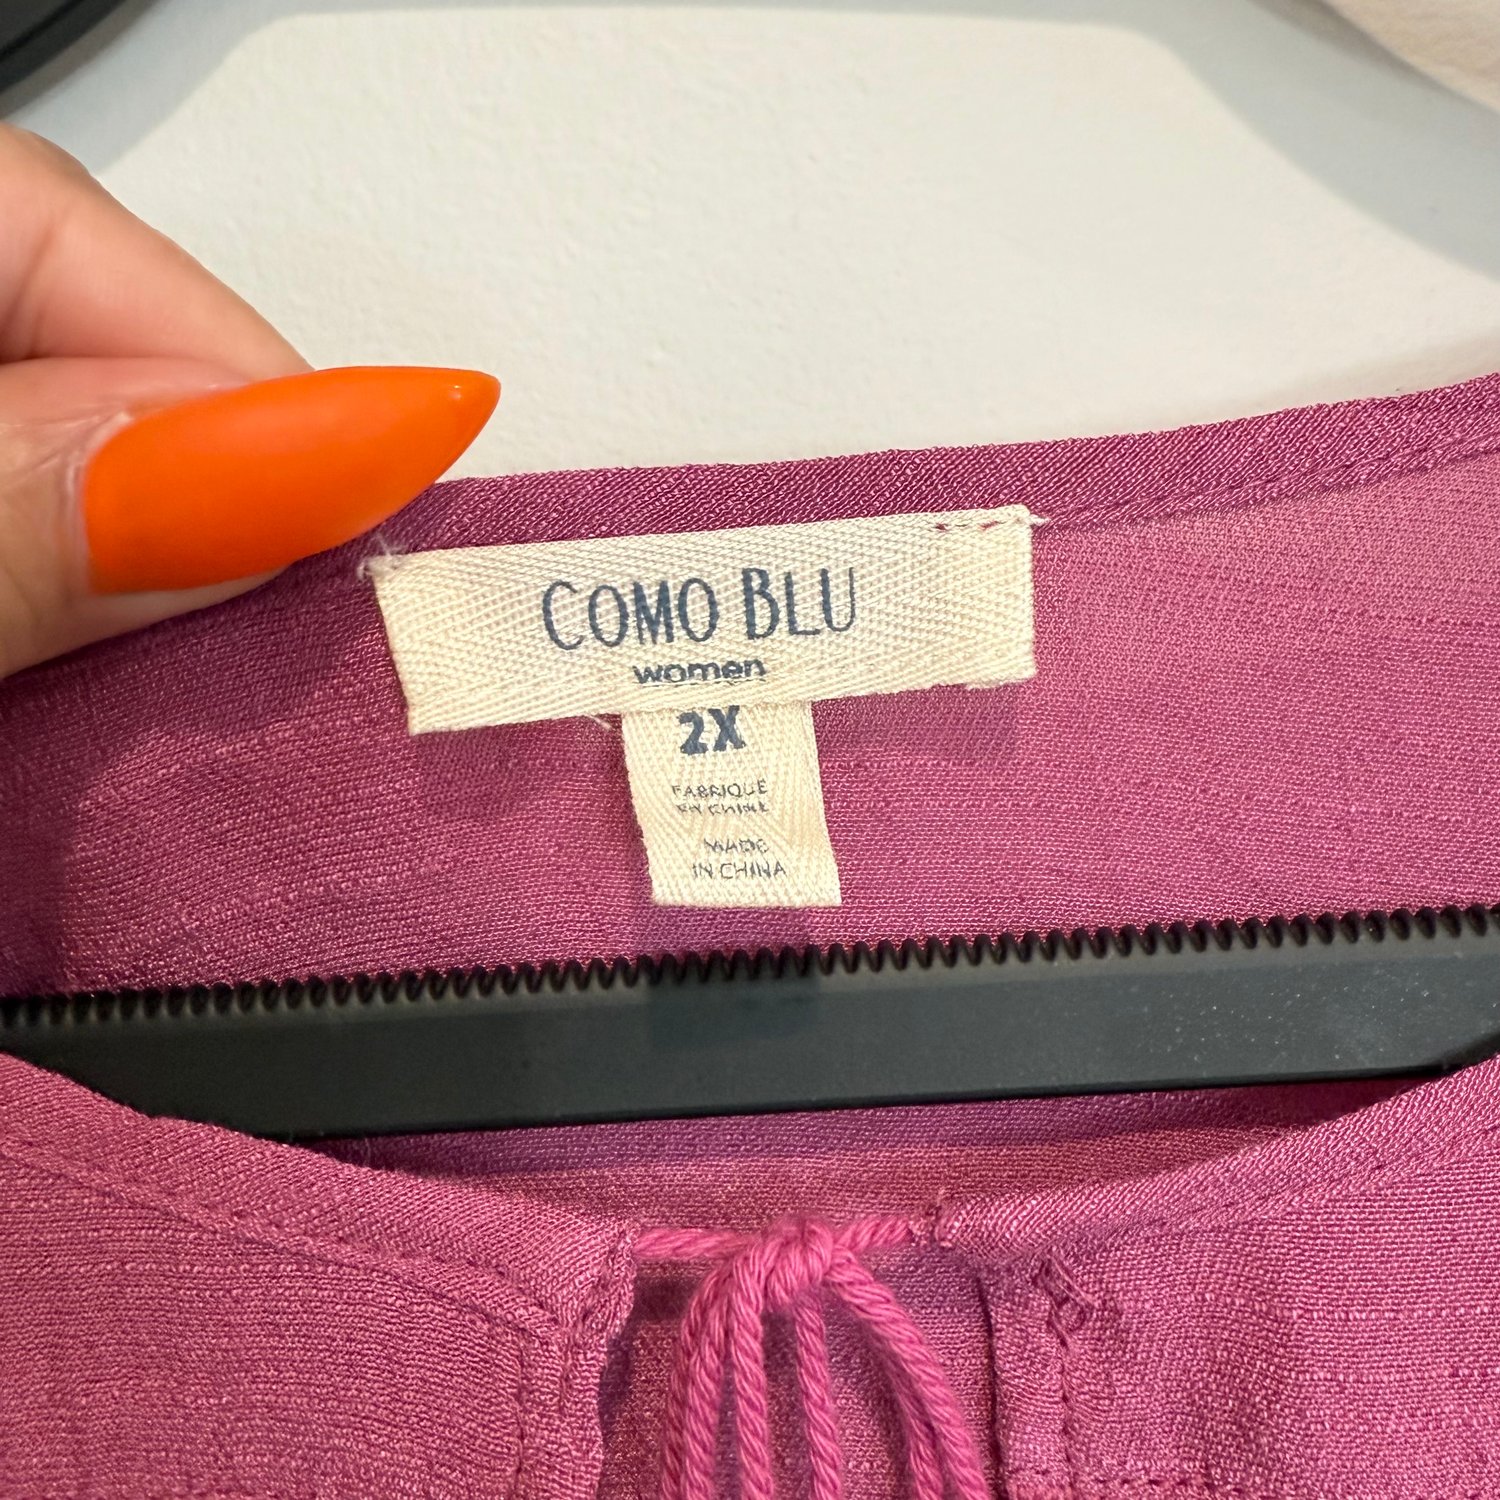 COMO BLU
women
2X
FABRIQUE
EN CHINE
MADE
IN CHINA